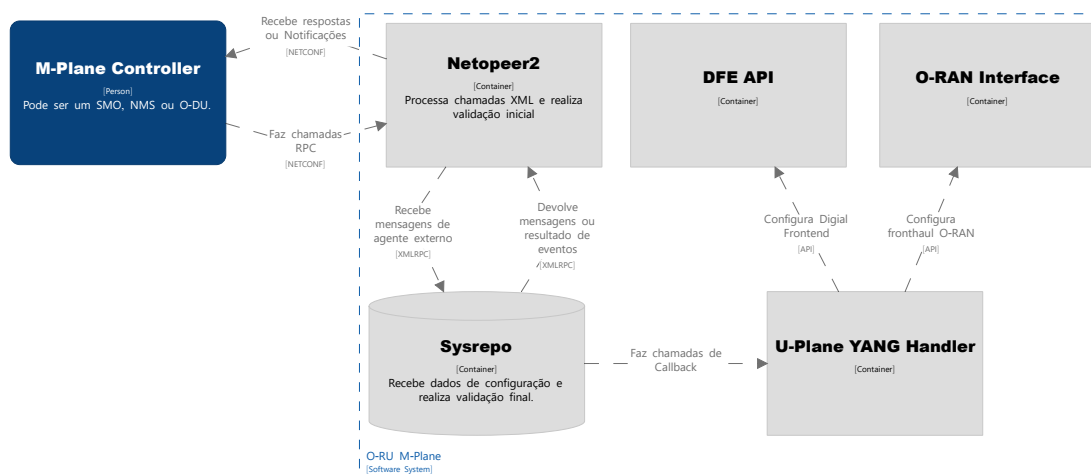 Recebe respostas
ou Notificações
[NETCONF]
M-Plane Controller
[Person]
Pode ser um SMO, NMS ou O-DU.
Faz chamadas
RPC
[NETCONF]
Netopeer2
[Container]
Processa chamadas XML e realiza
validação inicial
DFE API
[Container]
O-RAN Interface
[Container]
Recebe
mensagens de
agente externo
[XMLRPC]
Devolve
mensagens ou
resultado de
eventos
[XMLRPC]
Configura Digial
Frontend
[API]
Configura
fronthaul O-RAN
[API]
Sysrepo
[Container]
Recebe dados de configuração e
realiza validação final.
Faz chamadas de
Callback
U-Plane YANG Handler
[Container]
O-RU M-Plane
[Software System]